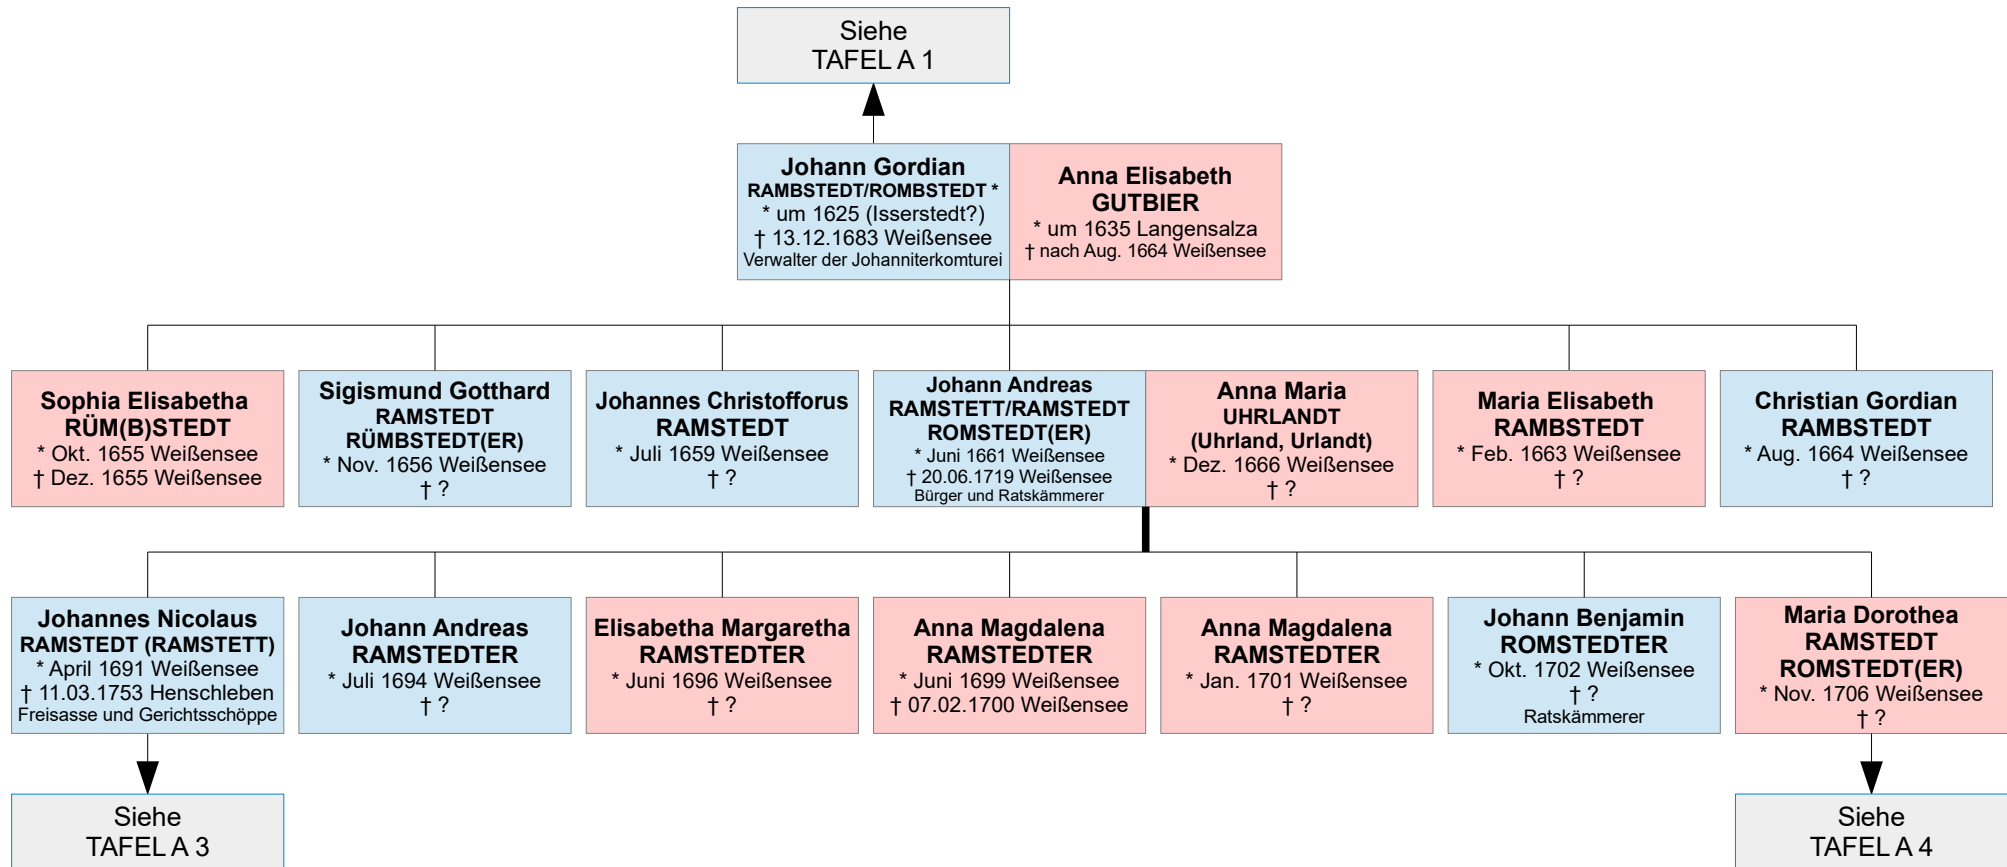 Siehe
TAFEL A 1
Johann Gordian
RAMBSTEDT/ROMBSTEDT *
* um 1625 (Isserstedt?)
† 13.12.1683 Weißensee
Verwalter der Johanniterkomturei
Anna Elisabeth
GUTBIER
* um 1635 Langensalza
† nach Aug. 1664 Weißensee
Sophia Elisabetha
RÜM(B)STEDT
* Okt. 1655 Weißensee
† Dez. 1655 Weißensee
Sigismund Gotthard
RAMSTEDT
RÜMBSTEDT(ER)
* Nov. 1656 Weißensee
† ?
Johannes Christofforus
RAMSTEDT
* Juli 1659 Weißensee
† ?
Johann Andreas
RAMSTETT/RAMSTEDT
ROMSTEDT(ER)
* Juni 1661 Weißensee
† 20.06.1719 Weißensee
Bürger und Ratskämmerer
Anna Maria
UHRLANDT
(Uhrland, Urlandt)
* Dez. 1666 Weißensee
† ?
Maria Elisabeth
RAMBSTEDT
* Feb. 1663 Weißensee
† ?
Christian Gordian
RAMBSTEDT
* Aug. 1664 Weißensee
† ?
Johannes Nicolaus
RAMSTEDT (RAMSTETT)
* April 1691 Weißensee
† 11.03.1753 Henschleben
Freisasse und Gerichtsschöppe
Johann Andreas
RAMSTEDTER
* Juli 1694 Weißensee
† ?
Elisabetha Margaretha
RAMSTEDTER
* Juni 1696 Weißensee
† ?
Anna Magdalena
RAMSTEDTER
* Juni 1699 Weißensee
† 07.02.1700 Weißensee
Anna Magdalena
RAMSTEDTER
* Jan. 1701 Weißensee
† ?
Johann Benjamin
ROMSTEDTER
* Okt. 1702 Weißensee
† ?
Ratskämmerer
Maria Dorothea
RAMSTEDT
ROMSTEDT(ER)
* Nov. 1706 Weißensee
† ?
Siehe
TAFEL A 3
Siehe
TAFEL A 4